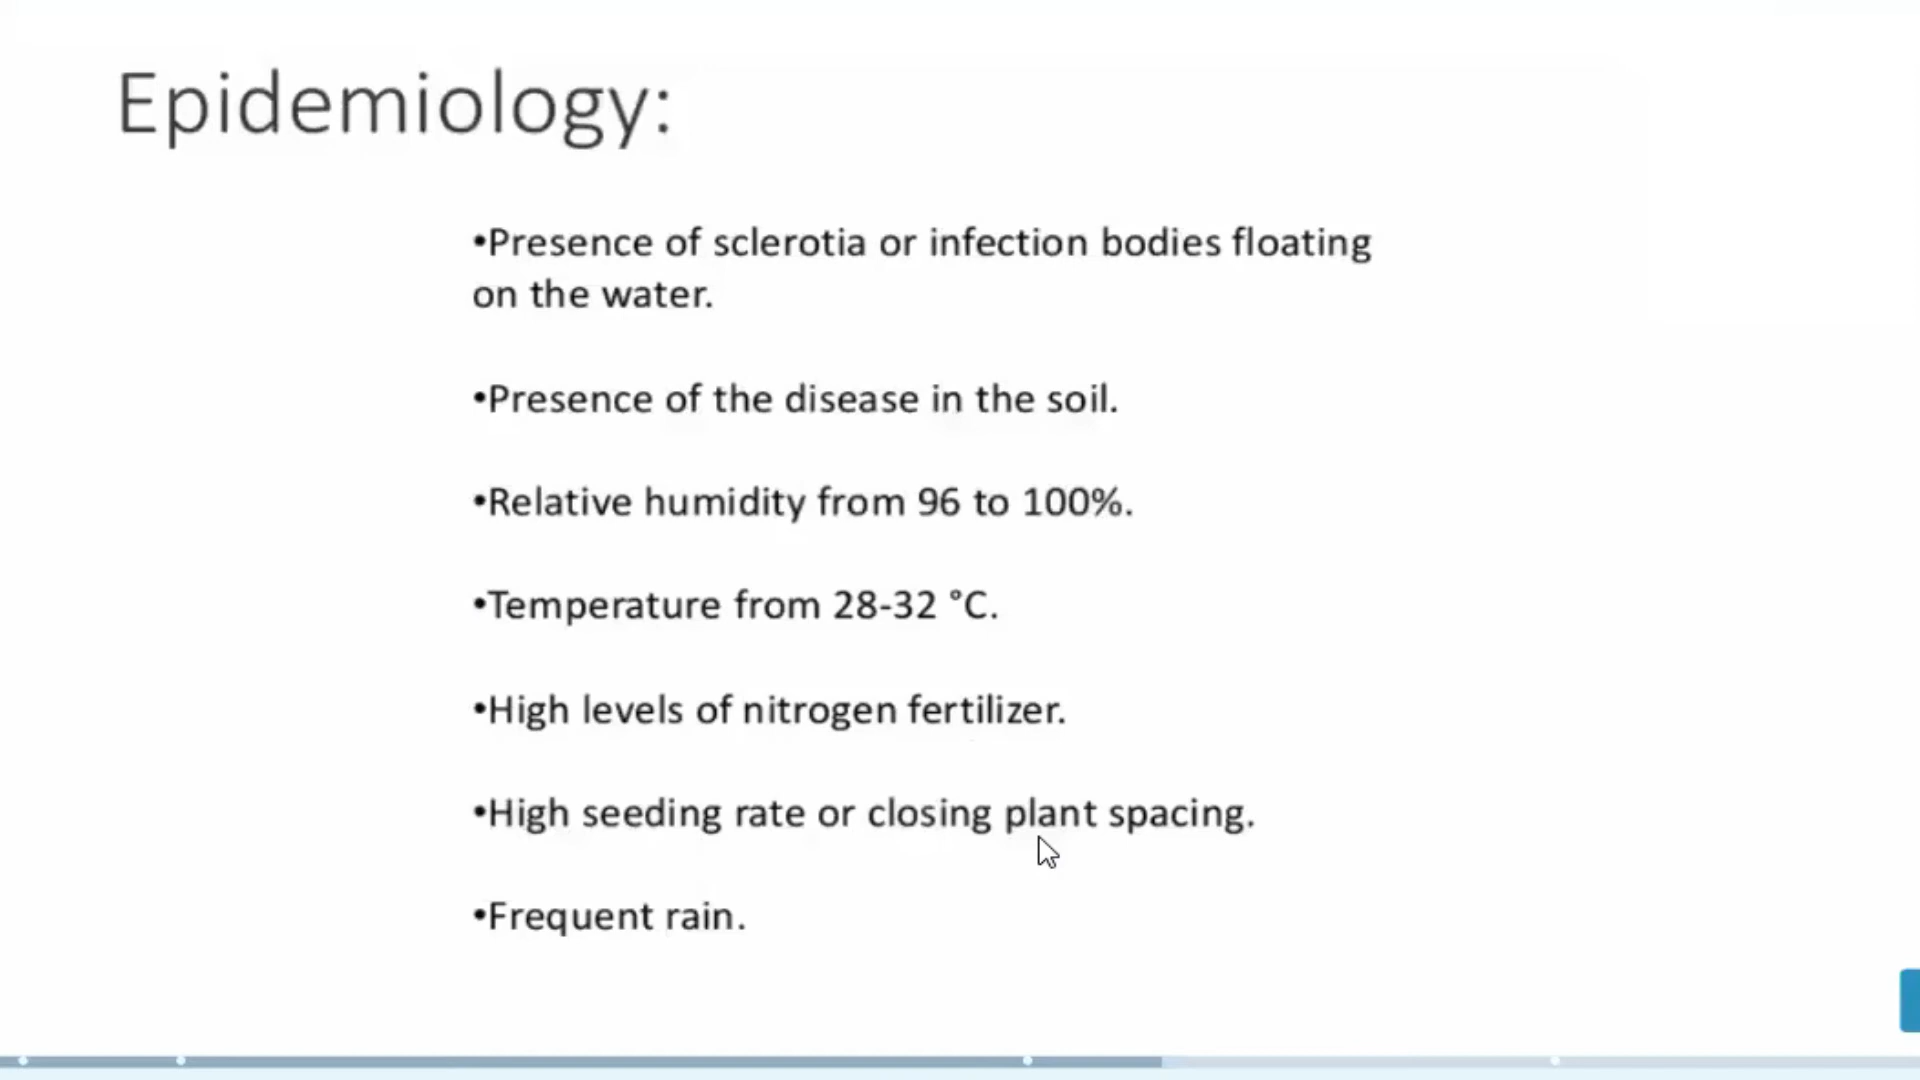 Epidemiology:
•Presence of sclerotia or infection bodies floating
on the water.
•Presence of the disease in the soil.
•Relative humidity from 96 to 100%.
•Temperature from 28-32 °C.
•High levels of nitrogen fertilizer.
•High seeding rate or closing plant spacing.
•Frequent rain.